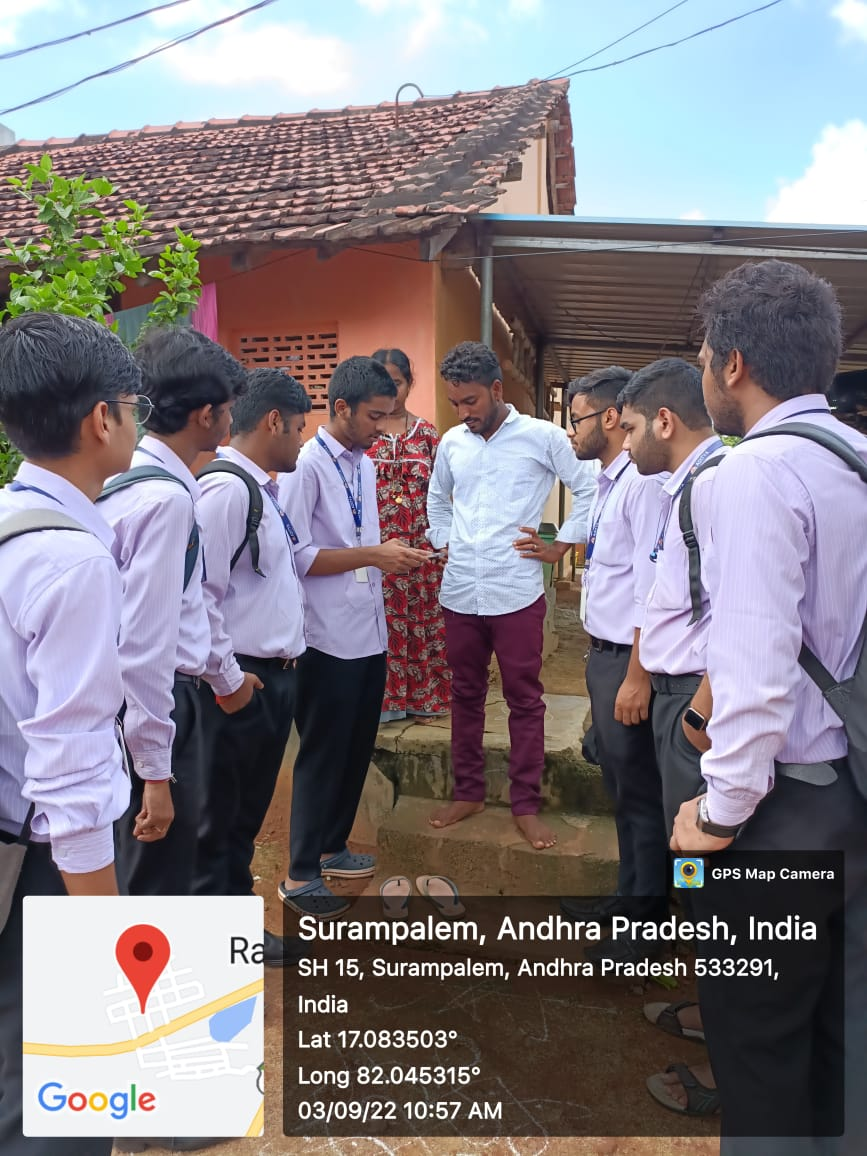 GPS Map Camera
Ra
Google
Surampalem, Andhra Pradesh, India
SH 15, Surampalem, Andhra Pradesh 533291,
India
Lat 17.083503°
Long 82.045315°
03/09/22 10:57 AM